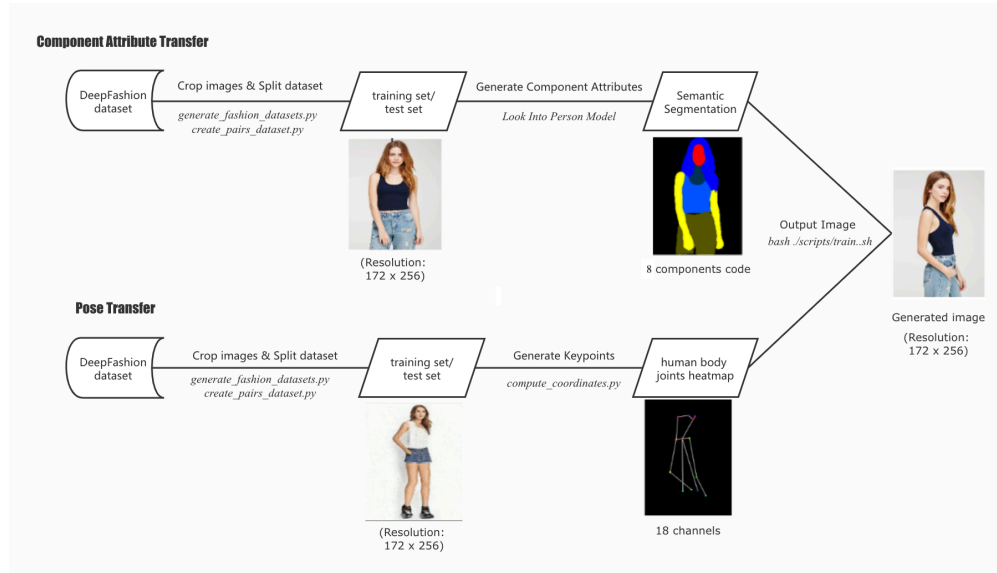 Component Attribute Transfer
DeepFashion
dataset
Crop images & Split dataset
generate_fashion_datasets.py
create_pairs_dataset.py
training set/
test set
Generate Component Attributes
Look Into Person Model
Semantic
Segmentation
(Resolution:
172 x 256)
8 components code
Output Image
bash ./scripts/train..sh
Generated image
(Resolution:
172 x 256)
Pose Transfer
DeepFashion
dataset
Crop images & Split dataset
generate_fashion_datasets.py
create_pairs_dataset.py
training set/
test set
Generate Keypoints
compute_coordinates.py
human body
joints heatmap
(Resolution:
172 x 256)
18 channels